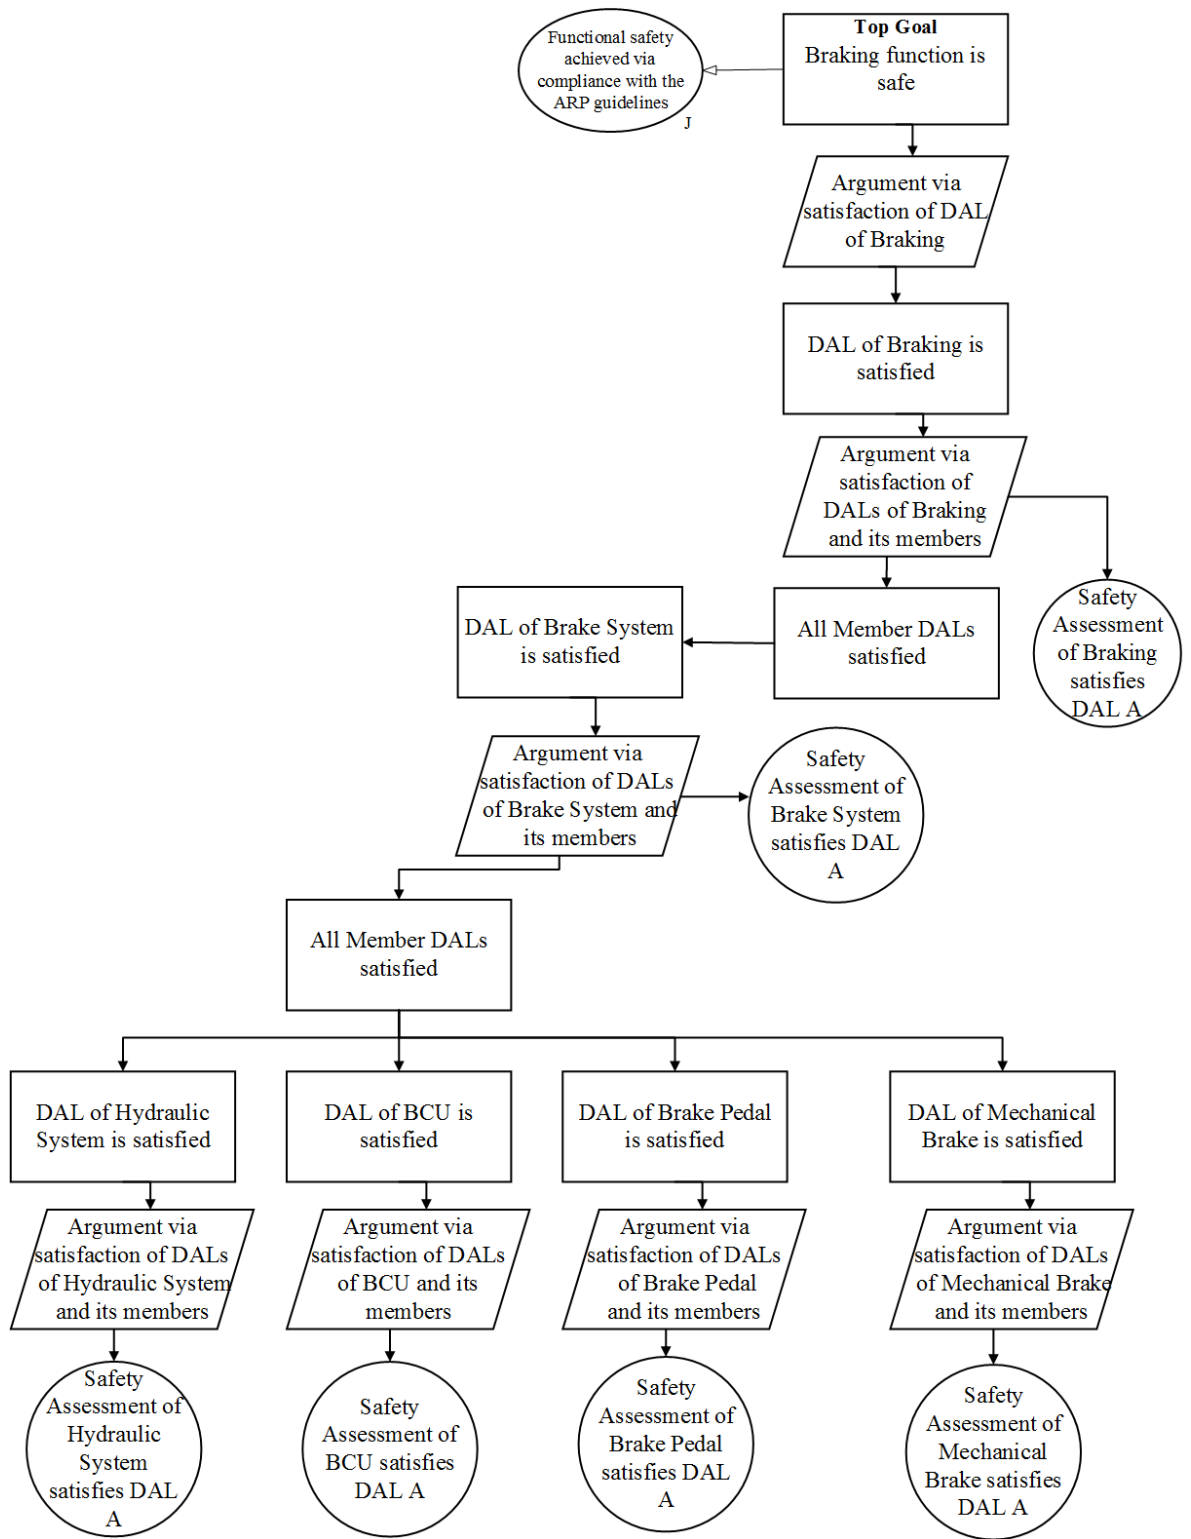 Top Goal
Braking function is
safe
Functional safety
achieved via
compliance with the
ARP guidelines
J
Argument via
satisfaction of DAL
of Braking
DAL of Braking is
satisfied
Argument via
satisfaction of
DALs of Braking
and its members
Safety
Assessment
of Braking
satisfies
DAL A
All Member DALs
satisfied
DAL of Brake System
is satisfied
Argument via
satisfaction of DALs
of Brake System and
its members
Safety
Assessment of
Brake System
satisfies DAL
A
All Member DALs
satisfied
DAL of Hydraulic
System is satisfied
DAL of BCU is
satisfied
DAL of Brake Pedal
is satisfied
DAL of Mechanical
Brake is satisfied
Argument via
satisfaction of DALs
of Hydraulic System
and its members
Argument via
satisfaction of DALs
of BCU and its
members
Argument via
satisfaction of DALs
of Brake Pedal
and its members
Argument via
satisfaction of DALs
of Mechanical Brake
and its members
Safety
Assessment of
Hydraulic
System
satisfies DAL
A
Safety
Assessment of
BCU satisfies
DAL A
Safety
Assessment of
Brake Pedal
satisfies DAL
A
Safety
Assessment of
Mechanical
Brake satisfies
DAL A